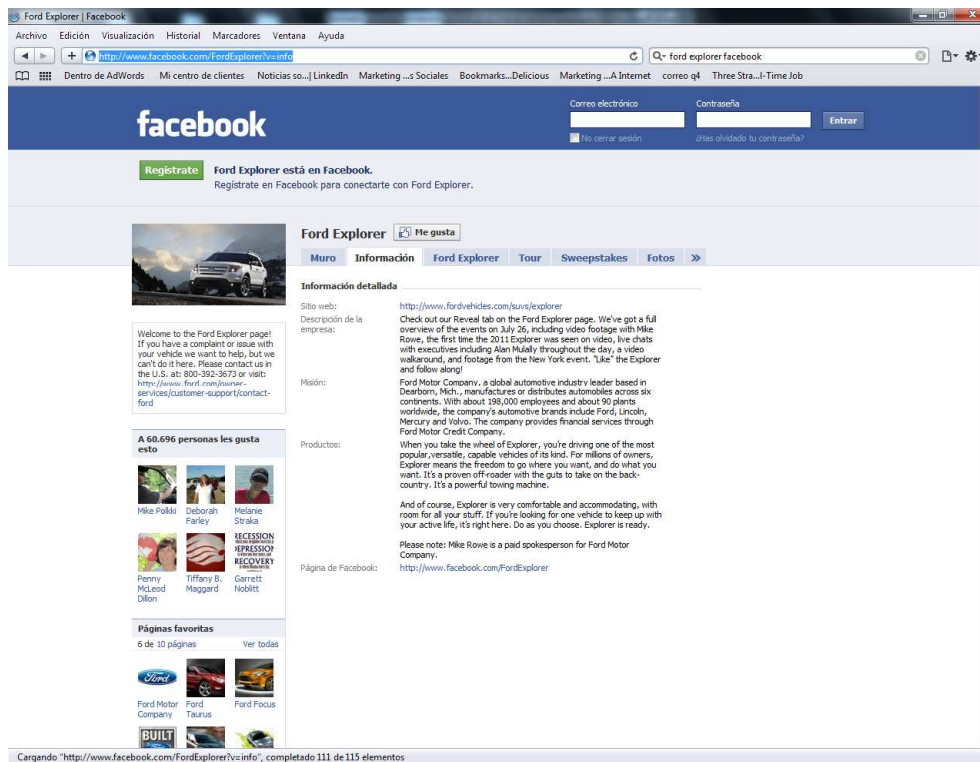 Ford Explorer | Facebook
Archivo Edición Visualización Historial Marcadores Ventana Ayuda
http://www.facebook.com/FordExplorer?v=info
ford explorer facebook
Dentro de AdWords Mi centro de clientes Noticias so...| LinkedIn Marketing ...s Sociales Bookmarks...Delicious Marketing ...A Internet correo q4 Three Stra...l-Time Job
facebook
Correo electrónico
Contraseña
Entrar
No cerrar sesión
¿Has olvidado tu contraseña?
Regístrate
Ford Explorer está en Facebook.
Regístrate en Facebook para conectarte con Ford Explorer.
Ford Explorer Me gusta
Muro Información Ford Explorer Tour Sweepstakes Fotos »
Welcome to the Ford Explorer page!
If you have a complaint or issue with
your vehicle we want to help, but we
can't do it here. Please contact us in
the U.S. at: 800-392-3673 or visit:
http://www.ford.com/owner-
services/customer-support/contact-
ford
A 60.696 personas les gusta
esto
Mike Polkki
Deborah
Farley
Melanie
Straka
RECESSION
DEPRESSION
RECOVERY
Penny
McLeod
Dillon
Tiffany B.
Maggard
Garrett
Noblitt
Páginas favoritas
6 de 10 páginas Ver todas
Ford
Ford Motor
Company
Ford
Taurus
Ford Focus
BUILT
Información detallada
Sitio web: http://www.fordvehicles.com/suvs/explorer
Descripción de la
empresa:
Check out our Reveal tab on the Ford Explorer page. We've got a full
overview of the events on July 26, including video footage with Mike
Rowe, the first time the 2011 Explorer was seen on video, live chats
with executives including Alan Mulally throughout the day, a video
walkaround, and footage from the New York event. "Like" the Explorer
and follow along!
Misión: Ford Motor Company, a global automotive industry leader based in
Dearborn, Mich., manufactures or distributes automobiles across six
continents. With about 198,000 employees and about 90 plants
worldwide, the company's automotive brands include Ford, Lincoln,
Mercury and Volvo. The company provides financial services through
Ford Motor Credit Company.
Productos: When you take the wheel of Explorer, you're driving one of the most
popular,versatile, capable vehicles of its kind. For millions of owners,
Explorer means the freedom to go where you want, and do what you
want. It's a proven off-roader with the guts to take on the back-
country. It's a powerful towing machine.
And of course, Explorer is very comfortable and accommodating, with
room for all your stuff. If you're looking for one vehicle to keep up with
your active life, it's right here. Do as you choose. Explorer is ready.
Please note: Mike Rowe is a paid spokesperson for Ford Motor
Company.
Página de Facebook: http://www.facebook.com/FordExplorer
Cargando "http://www.facebook.com/FordExplorer?v=info", completado 111 de 115 elementos